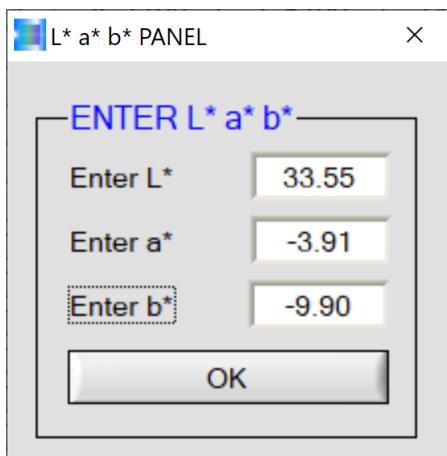 L* a* b* PANEL
ENTER L* a* b*
Enter L* 33.55
Enter a* -3.91
Enter b* -9.90
OK